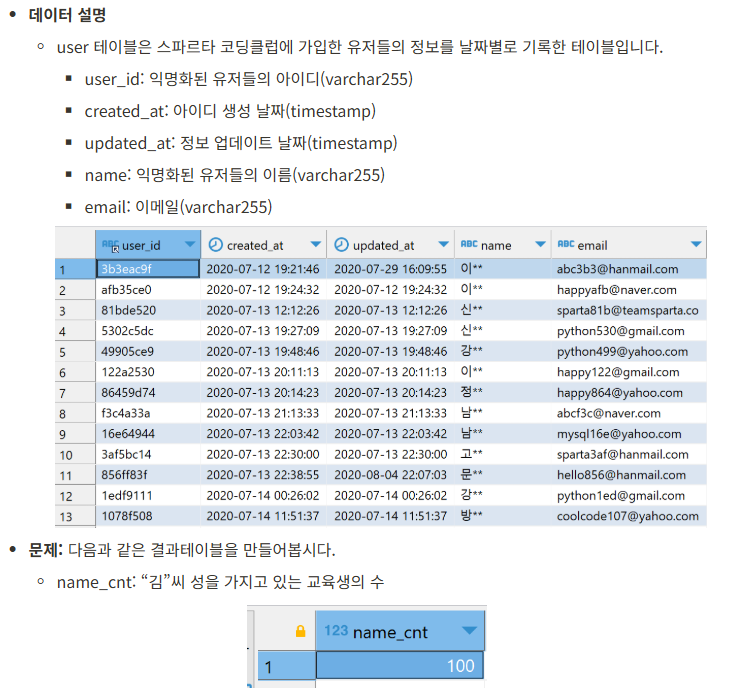 데이터 설명
user 테이블은 스파르타 코딩클럽에 가입한 유저들의 정보를 날짜별로 기록한 테이블입니다.
user_id: 익명화된 유저들의 아이디(varchar255)
created_at: 아이디 생성 날짜(timestamp)
updated_at: 정보 업데이트 날짜(timestamp)
name: 익명화된 유저들의 이름(varchar255)
email: 이메일(varchar255)
ABC user_id created_at updated_at ABC name ABC email
1 3b3eac9f 2020-07-12 19:21:46 2020-07-29 16:09:55 이** abc3b3@hanmail.com
2 afb35ce0 2020-07-12 19:24:32 2020-07-12 19:24:32 이** happyafb@naver.com
3 81bde520 2020-07-13 12:12:26 2020-07-13 12:12:26 신** sparta81b@teamsparta.co
4 5302c5dc 2020-07-13 19:27:09 2020-07-13 19:27:09 신** python530@gmail.com
5 49905ce9 2020-07-13 19:48:46 2020-07-13 19:48:46 강** python499@yahoo.com
6 122a2530 2020-07-13 20:11:13 2020-07-13 20:11:13 이** happy122@gmail.com
7 86459d74 2020-07-13 20:14:23 2020-07-13 20:14:23 정** happy864@yahoo.com
8 f3c4a33a 2020-07-13 21:13:33 2020-07-13 21:13:33 남** abcf3c@naver.com
9 16e64944 2020-07-13 22:03:42 2020-07-13 22:03:42 남** mysql16e@yahoo.com
10 3af5bc14 2020-07-13 22:30:00 2020-07-13 22:30:00 고** sparta3af@hanmail.com
11 856ff83f 2020-07-13 22:38:55 2020-08-04 22:07:03 문** hello856@hanmail.com
12 1edf9111 2020-07-14 00:26:02 2020-07-14 00:26:02 강** python1ed@gmail.com
13 1078f508 2020-07-14 11:51:37 2020-07-14 11:51:37 방** coolcode107@yahoo.com
문제: 다음과 같은 결과테이블을 만들어봅시다.
name_cnt: “김”씨 성을 가지고 있는 교육생의 수
123 name_cnt
1 100